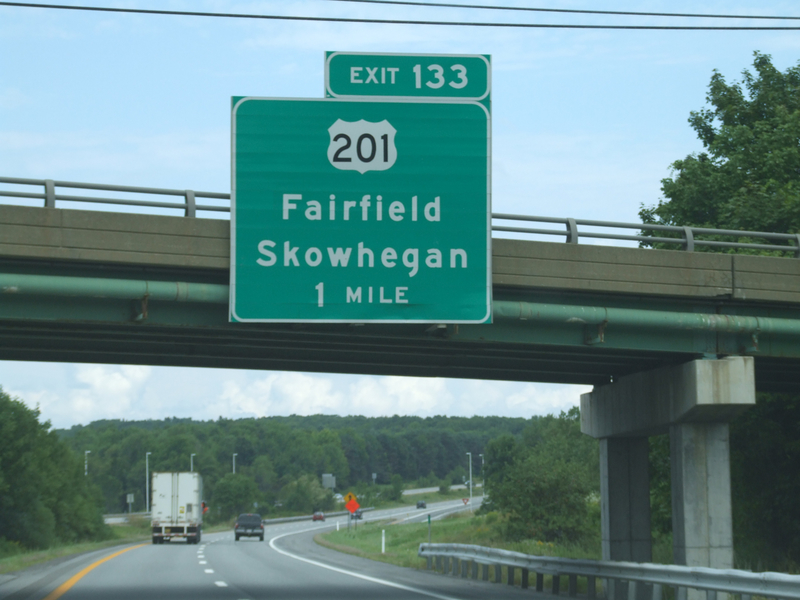 EXIT 133
201
Fairfield
Skowhegan
1 MILE